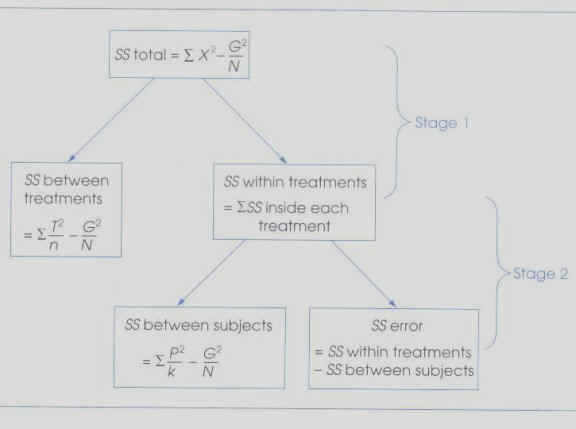 SS total = Σ X² – G²/N
Stage 1
SS between
treatments
= Σ T²/n – G²/N
SS within treatments
= ΣSS inside each
treatment
Stage 2
SS between subjects
= Σ P²/k – G²/N
SS error
= SS within treatments
– SS between subjects